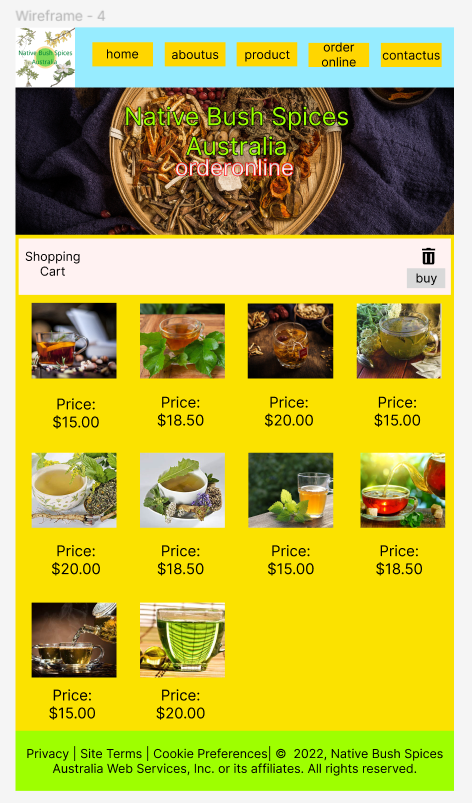 Wireframe - 4
Native Bush Spices
Australia
home
aboutus
product
order
online
contactus
Native Bush Spices
Australia
orderonline
Shopping
Cart
buy
Price:
$15.00
Price:
$18.50
Price:
$20.00
Price:
$15.00
Price:
$20.00
Price:
$18.50
Price:
$15.00
Price:
$18.50
Price:
$15.00
Price:
$20.00
Privacy | Site Terms | Cookie Preferences| © 2022, Native Bush Spices
Australia Web Services, Inc. or its affiliates. All rights reserved.